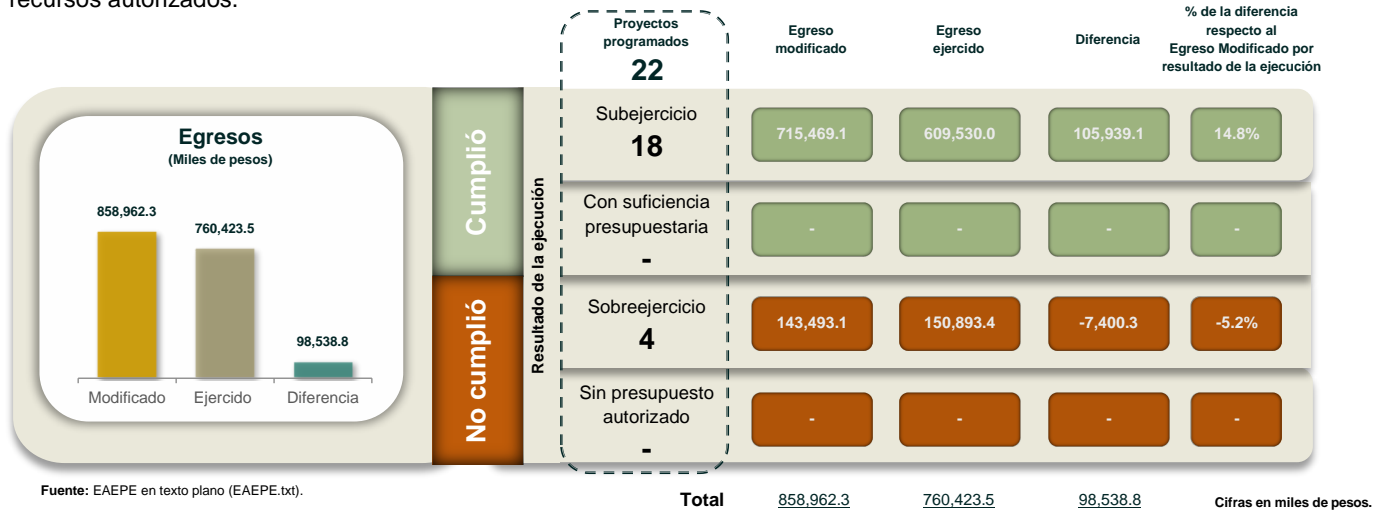 recursos autorizados.
Proyectos
programados
22
Egreso
modificado
Egreso
ejercido
Diferencia
% de la diferencia
respecto al
Egreso Modificado por
resultado de la ejecución
Egresos
(Miles de pesos)
858,962.3
760,423.5
98,538.8
Modificado
Ejercido
Diferencia
Cumplió
No cumplió
Resultado de la ejecución
Subejercicio
18
715,469.1
609,530.0
105,939.1
14.8%
Con suficiencia
presupuestaria
-
-
-
-
-
Sobreejercicio
4
143,493.1
150,893.4
-7,400.3
-5.2%
Sin presupuesto
autorizado
-
-
-
-
-
Fuente: EAEPE en texto plano (EAEPE.txt).
Total
858,962.3
760,423.5
98,538.8
Cifras en miles de pesos.